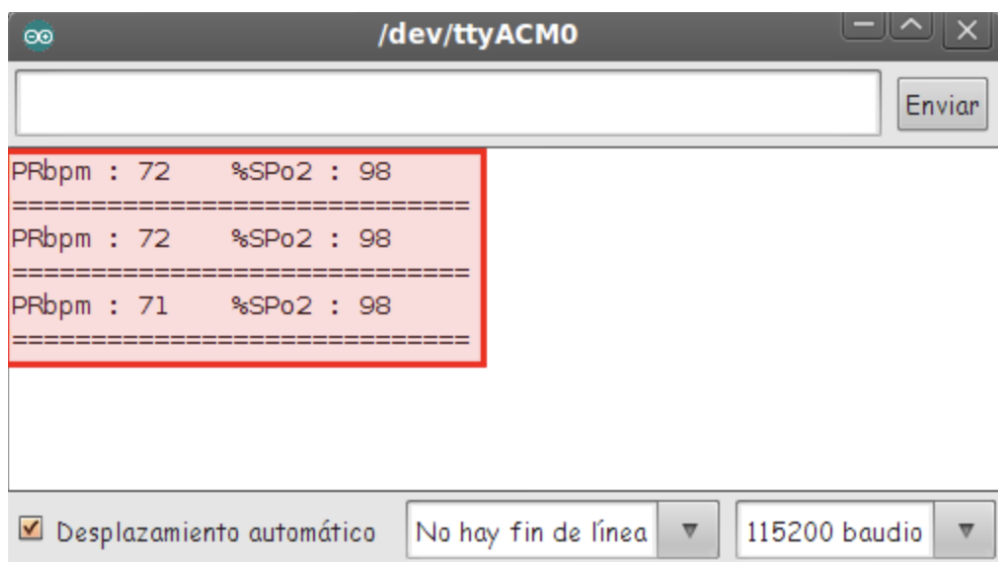 /dev/ttyACM0
Enviar
PRbpm : 72    %SPo2 : 98
=============================
PRbpm : 72    %SPo2 : 98
=============================
PRbpm : 71    %SPo2 : 98
=============================
Desplazamiento automático
No hay fin de línea
115200 baudio